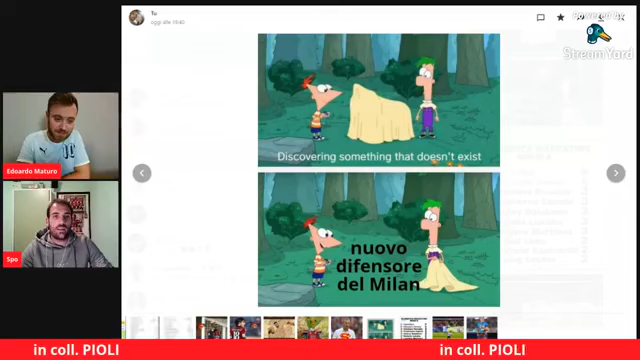 Tu
oggi alle 19:40
Powered by
StreamYard
Discovering something that doesn't exist
Edoardo Maturo
Spo
nuovo
difensore
del Milan
in coll. PIOLI
in coll. PIOLI